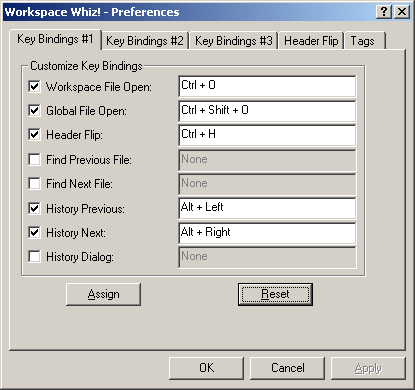 Workspace Whiz! - Preferences
Key Bindings #1 Key Bindings #2 Key Bindings #3 Header Flip Tags
Customize Key Bindings
Workspace File Open: Ctrl + O
Global File Open: Ctrl + Shift + O
Header Flip: Ctrl + H
Find Previous File: None
Find Next File: None
History Previous: Alt + Left
History Next: Alt + Right
History Dialog: None
Assign Reset
OK Cancel Apply